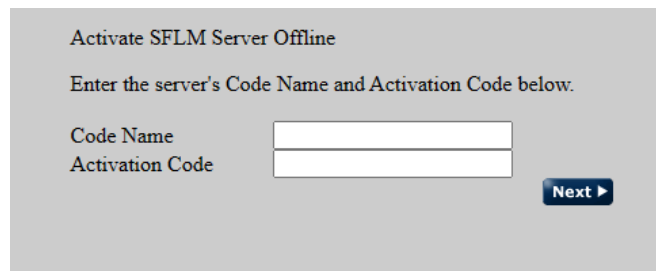 Activate SFLM Server Offline
Enter the server's Code Name and Activation Code below.
Code Name
Activation Code
Next